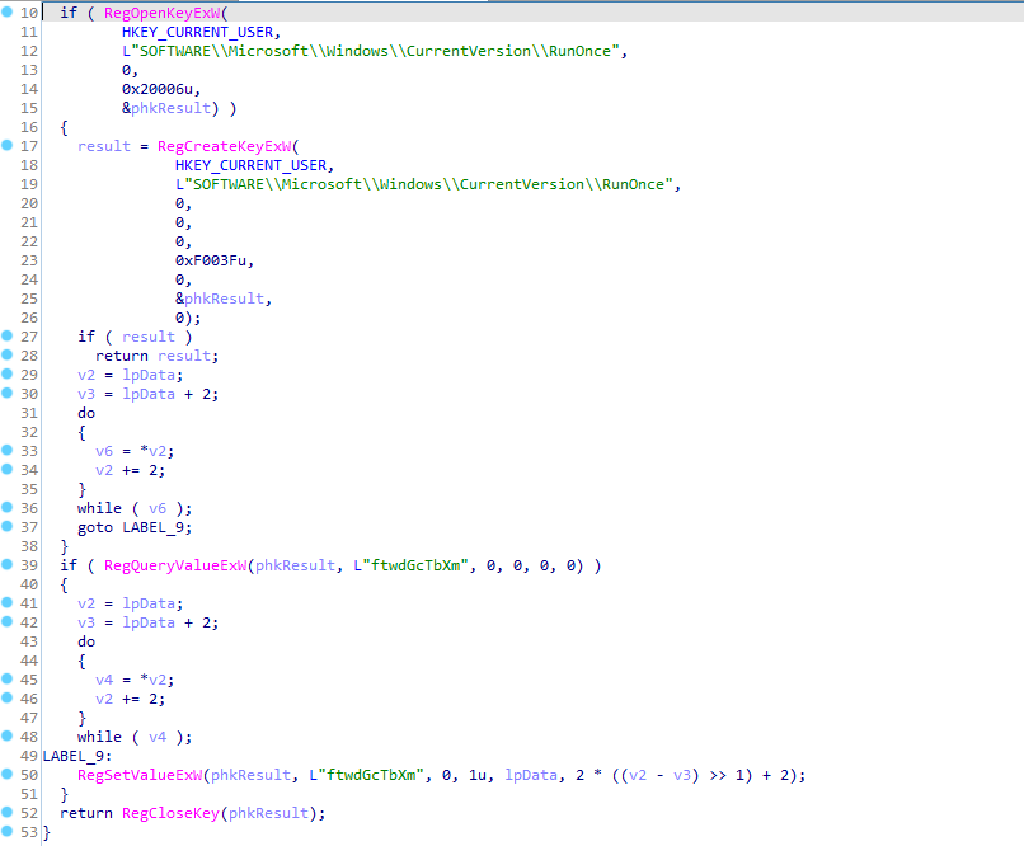 10 if ( RegOpenKeyExW(
11 HKEY_CURRENT_USER,
12 L"SOFTWARE\\Microsoft\\Windows\\CurrentVersion\\RunOnce",
13 0,
14 0x20006u,
15 &phkResult) )
16 {
17 result = RegCreateKeyExW(
18 HKEY_CURRENT_USER,
19 L"SOFTWARE\\Microsoft\\Windows\\CurrentVersion\\RunOnce",
20 0,
21 0,
22 0,
23 0xF003Fu,
24 0,
25 &phkResult,
26 0);
27 if ( result )
28 return result;
29 v2 = lpData;
30 v3 = lpData + 2;
31 do
32 {
33 v6 = *v2;
34 v2 += 2;
35 }
36 while ( v6 );
37 goto LABEL_9;
38 }
39 if ( RegQueryValueExW(phkResult, L"ftwdGcTbXm", 0, 0, 0, 0) )
40 {
41 v2 = lpData;
42 v3 = lpData + 2;
43 do
44 {
45 v4 = *v2;
46 v2 += 2;
47 }
48 while ( v4 );
49 LABEL_9:
50 RegSetValueExW(phkResult, L"ftwdGcTbXm", 0, 1u, lpData, 2 * ((v2 - v3) >> 1) + 2);
51 }
52 return RegCloseKey(phkResult);
53 }